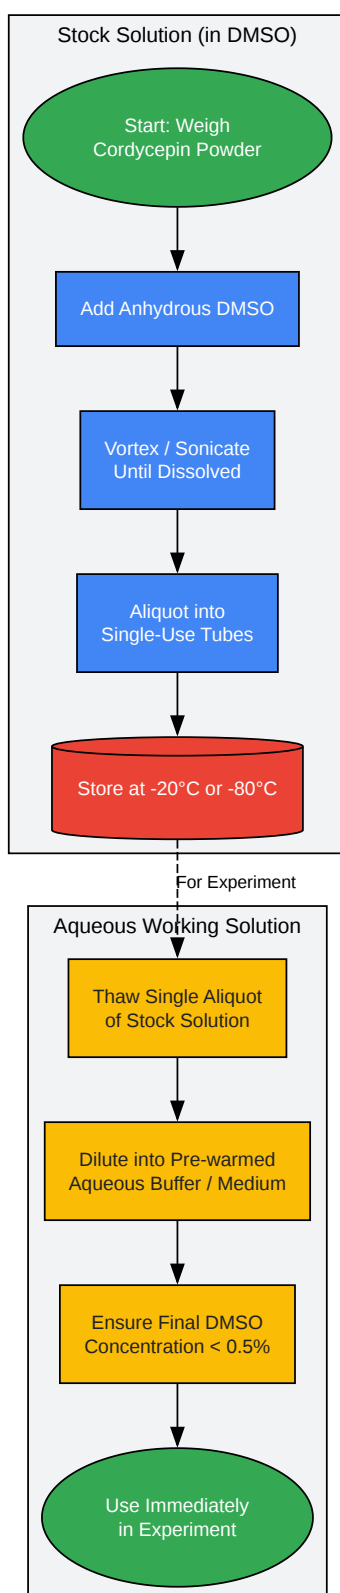 Stock Solution (in DMSO)
Start: Weigh
Cordycepin Powder
Add Anhydrous DMSO
Vortex / Sonicate
Until Dissolved
Aliquot into
Single-Use Tubes
Store at -20°C or -80°C
For Experiment
Aqueous Working Solution
Thaw Single Aliquot
of Stock Solution
Dilute into Pre-warmed
Aqueous Buffer / Medium
Ensure Final DMSO
Concentration < 0.5%
Use Immediately
in Experiment